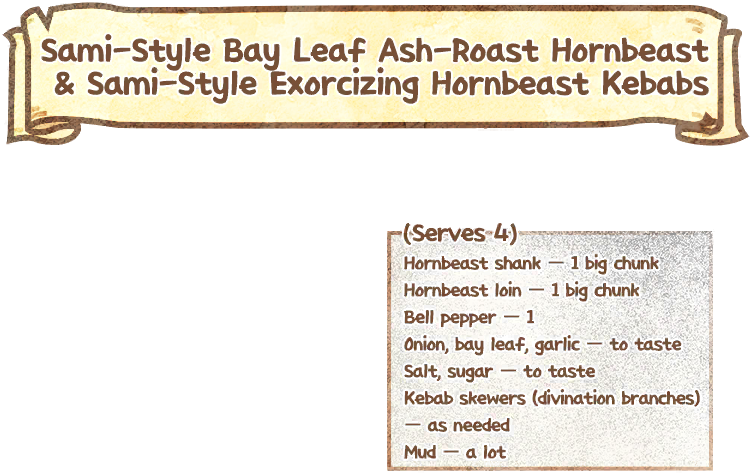 Sami-Style Bay Leaf Ash-Roast Hornbeast
& Sami-Style Exorcizing Hornbeast Kebabs
(Serves 4)
Hornbeast shank — 1 big chunk
Hornbeast loin — 1 big chunk
Bell pepper — 1
Onion, bay leaf, garlic — to taste
Salt, sugar — to taste
Kebab skewers (divination branches)
— as needed
Mud — a lot